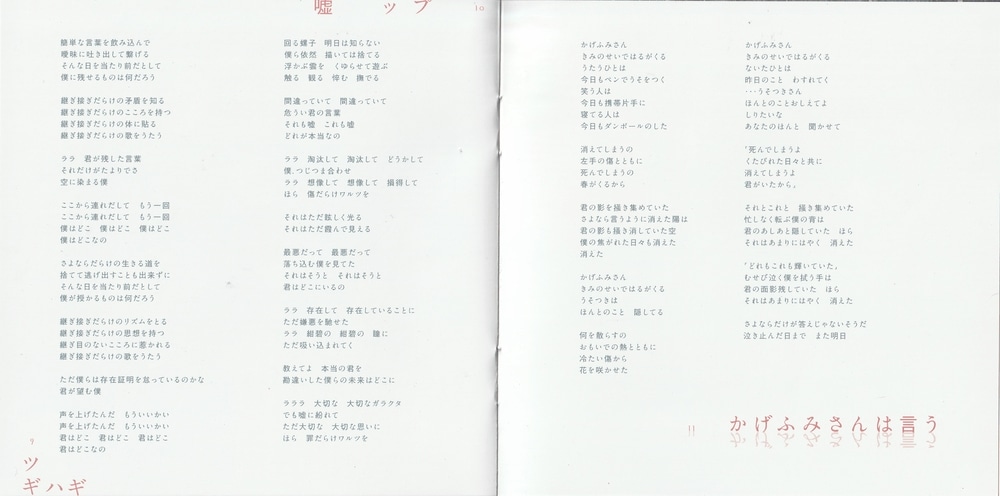 嘘 ップ
10
簡単な言葉を飲み込んで
曖昧に吐き出して繋げる
そんな日を当たり前だとして
僕に残せるものは何だろう
継ぎ接ぎだらけの矛盾を知る
継ぎ接ぎだらけのこころを持つ
継ぎ接ぎだらけの体に貼る
継ぎ接ぎだらけの歌をうたう
ララ 君が残した言葉
それだけがたよりでさ
空に染まる僕
ここから連れだして もう一回
ここから連れだして もう一回
僕はどこ 僕はどこ 僕はどこ
僕はどこなの
さよならだらけの生きる道を
捨てて逃げ出すことも出来ずに
そんな日を当たり前だとして
僕が授かるものは何だろう
継ぎ接ぎだらけのリズムをとる
継ぎ接ぎだらけの思想を持つ
継ぎ目のないこころに惹かれる
継ぎ接ぎだらけの歌をうたう
ただ僕らは存在証明を怠っているのかな
君が望む僕
声を上げたんだ もういいかい
声を上げたんだ もういいかい
君はどこ 君はどこ 君はどこ
君はどこなの
回る螺子 明日は知らない
僕ら依然 描いては捨てる
浮かぶ雲を くゆらせて遊ぶ
触る 観る 悼む 撫でる
間違っていて 間違っていて
危うい君の言葉
それも嘘 これも嘘
どれが本当なの
ララ 淘汰して 淘汰して どうかして
僕、つじつま合わせ
ララ 想像して 想像して 損得して
ほら 傷だらけワルツを
それはただ眩しく光る
それはただ霞んで見える
最悪だって 最悪だって
落ち込む僕を見てた
それはそうと それはそうと
君はどこにいるの
ララ 存在して 存在していることに
ただ嫌悪を馳せた
ララ 紺碧の 紺碧の 瞳に
ただ吸い込まれてく
教えてよ 本当の君を
勘違いした僕らの未来はどこに
ラララ 大切な 大切なガラクタ
でも嘘に紛れて
ただ大切な 大切な思いに
ほら 罪だらけワルツを
9
ツ
ギハギ
かげふみさん
きみのせいではるがくる
うたうひとは
今日もペンでうそをつく
笑う人は
今日も携帯片手に
寝てる人は
今日もダンボールのした
消えてしまうの
左手の傷とともに
死んでしまうの
春がくるから
君の影を掻き集めていた
さよなら言うように消えた陽は
君の影も掻き消していた空
僕の焦がれた日々も消えた
消えた
かげふみさん
きみのせいではるがくる
うそつきは
ほんとのこと 隠してる
何を散らすの
おもいでの熱とともに
冷たい傷から
花を咲かせた
かげふみさん
きみのせいではるがくる
ないたひとは
昨日のこと わすれてく
・・・うそつきさん
ほんとのことおしえてよ
しりたいな
あなたのほんと 聞かせて
「死んでしまうよ
くたびれた日々と共に
消えてしまうよ
君がいたから」
それとこれと 掻き集めていた
忙しなく転ぶ僕の背は
君のあしあと隠していた ほら
それはあまりにはやく 消えた
「どれもこれも輝いていた」
むせび泣く僕を拭う手は
君の面影残していた ほら
それはあまりにはやく 消えた
さよならだけが答えじゃないそうだ
泣き止んだ日まで また明日
11
かげふみさんは言う